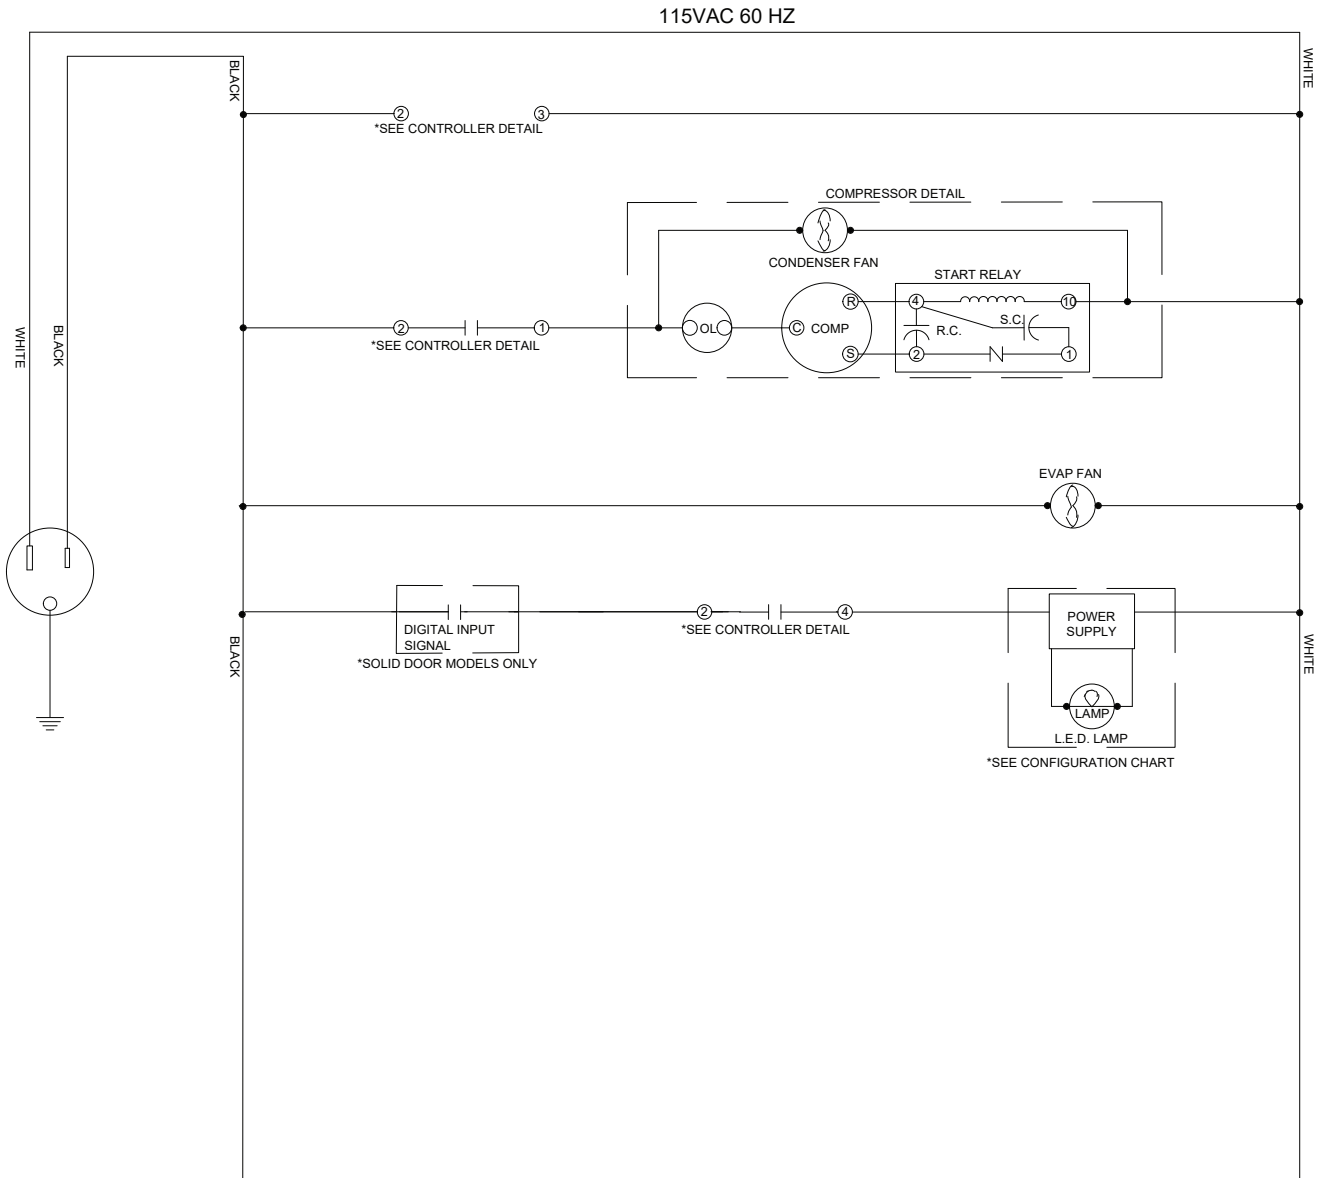 115VAC 60 HZ
BLACK
WHITE
2
3
*SEE CONTROLLER DETAIL
COMPRESSOR DETAIL
CONDENSER FAN
START RELAY
R
4
10
WHITE
BLACK
2
1
OL
C COMP
R.C.
S.C.
*SEE CONTROLLER DETAIL
S
2
N
1
EVAP FAN
BLACK
DIGITAL INPUT
SIGNAL
*SOLID DOOR MODELS ONLY
2
4
*SEE CONTROLLER DETAIL
POWER
SUPPLY
WHITE
LAMP
L.E.D. LAMP
*SEE CONFIGURATION CHART